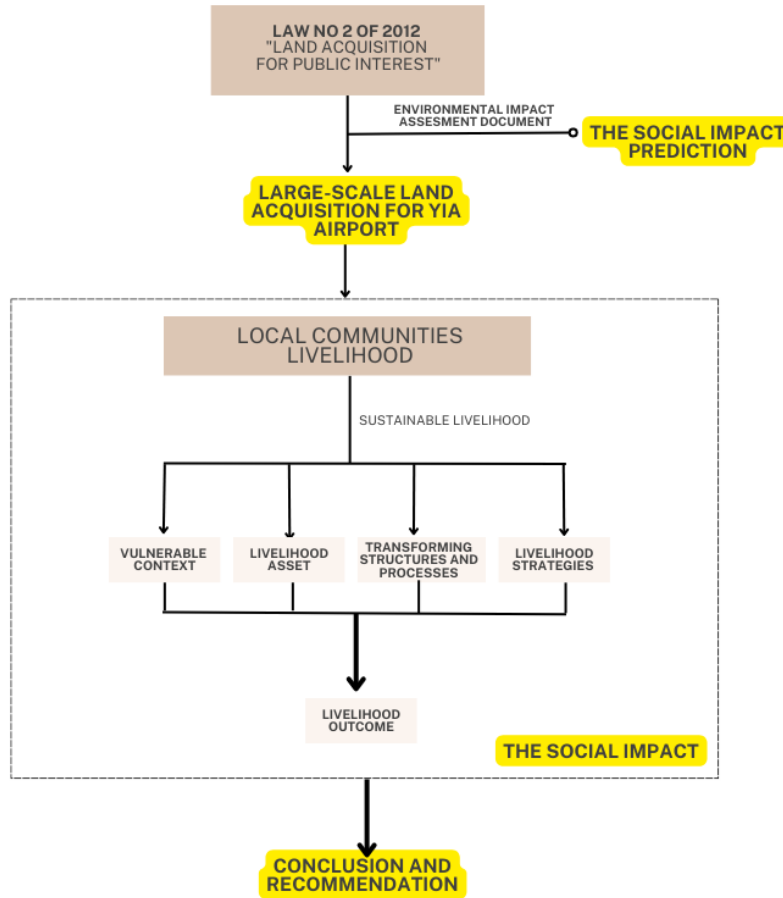 LAW NO 2 OF 2012
"LAND ACQUISITION
FOR PUBLIC INTEREST"
ENVIRONMENTAL IMPACT
ASSESMENT DOCUMENT
THE SOCIAL IMPACT
PREDICTION
LARGE-SCALE LAND
ACQUISITION FOR YIA
AIRPORT
LOCAL COMMUNITIES
LIVELIHOOD
SUSTAINABLE LIVELIHOOD
VULNERABLE
CONTEXT
LIVELIHOOD
ASSET
TRANSFORMING
STRUCTURES AND
PROCESSES
LIVELIHOOD
STRATEGIES
LIVELIHOOD
OUTCOME
THE SOCIAL IMPACT
CONCLUSION AND
RECOMMENDATION